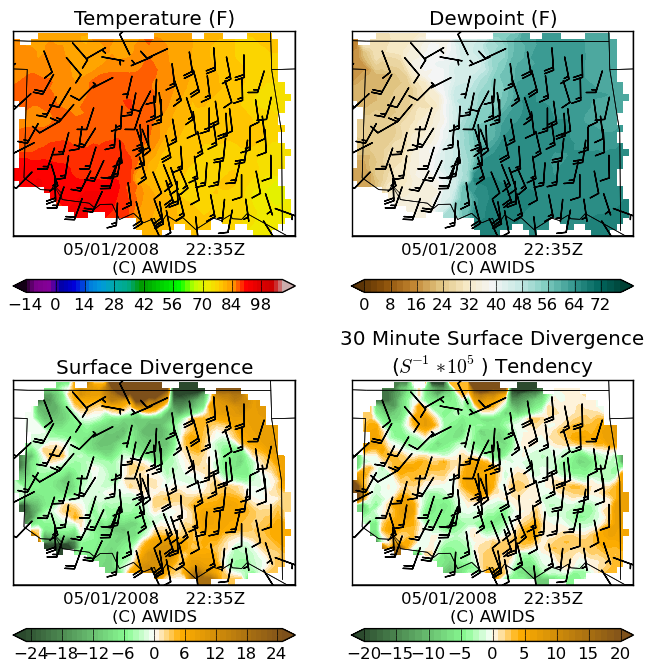 Temperature (F)
Dewpoint (F)
05/01/2008 22:35Z
(C) AWIDS
−14 0 14 28 42 56 70 84 98
05/01/2008 22:35Z
(C) AWIDS
0 8 16 24 32 40 48 56 64 72
Surface Divergence
30 Minute Surface Divergence
(S⁻¹ *10⁵ ) Tendency
05/01/2008 22:35Z
(C) AWIDS
−24 −18 −12 −6 0 6 12 18 24
05/01/2008 22:35Z
(C) AWIDS
−20 −15 −10 −5 0 5 10 15 20